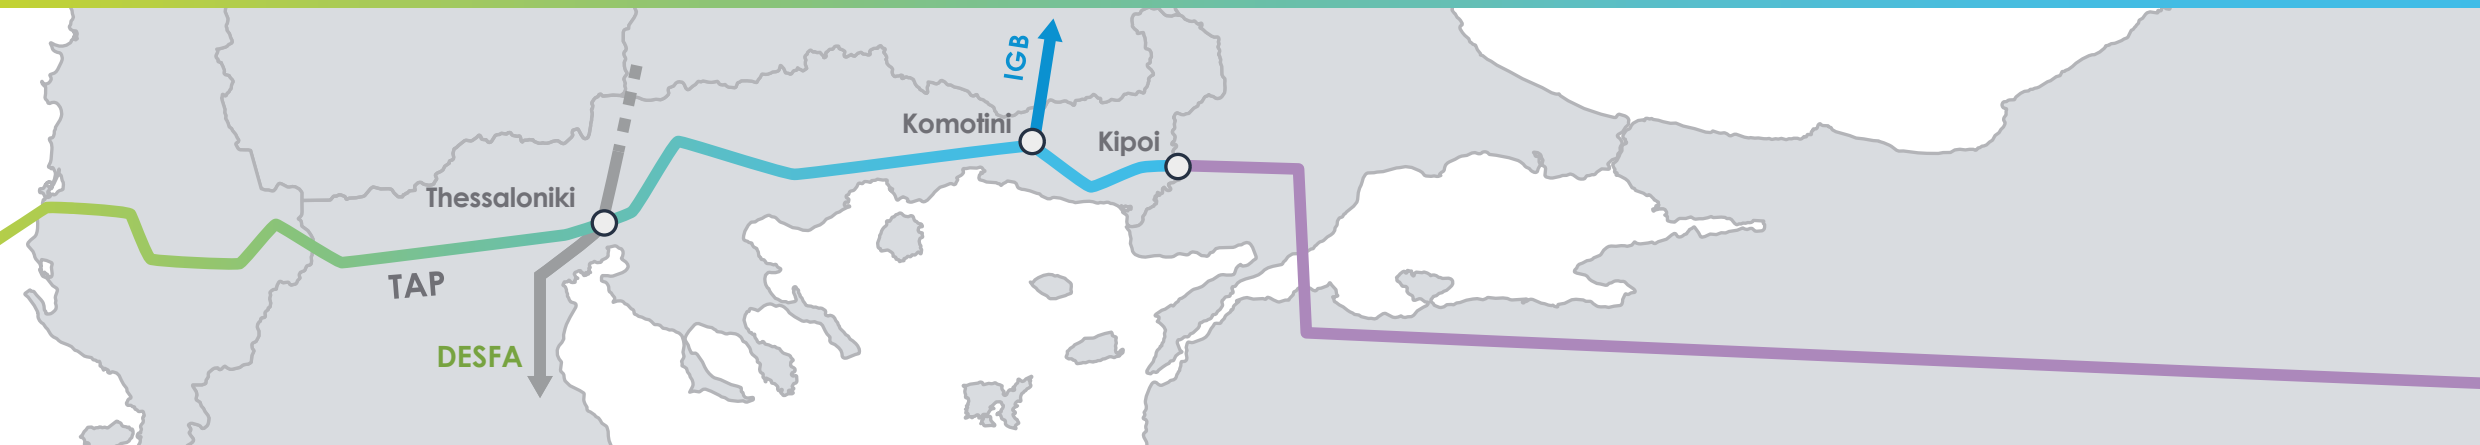 IGB
Komotini
Kipoi
Thessaloniki
TAP
DESFA